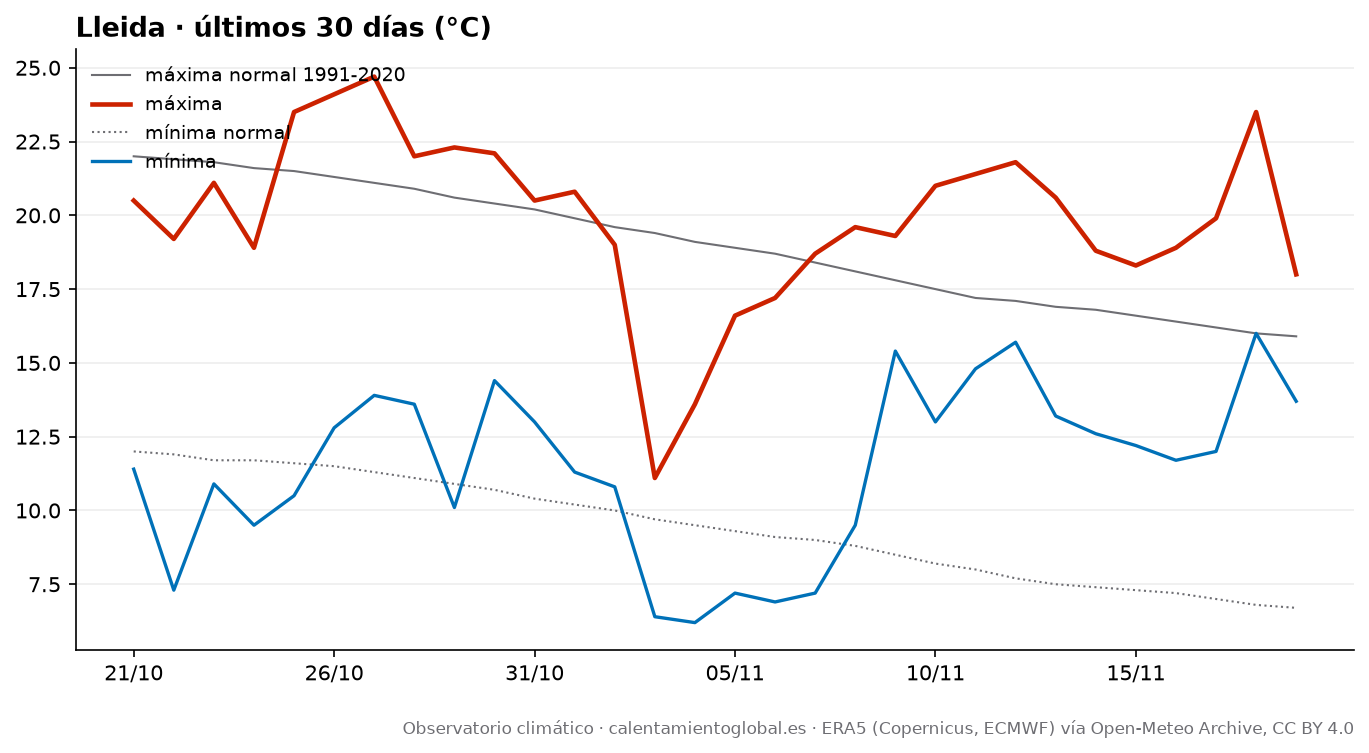 Lleida · últimos 30 días (°C)
25.0
22.5
20.0
17.5
15.0
12.5
10.0
7.5
máxima normal 1991-2020
máxima
mínima normal
mínima
21/10
26/10
31/10
05/11
10/11
15/11
Observatorio climático · calentamientoglobal.es · ERA5 (Copernicus, ECMWF) vía Open-Meteo Archive, CC BY 4.0